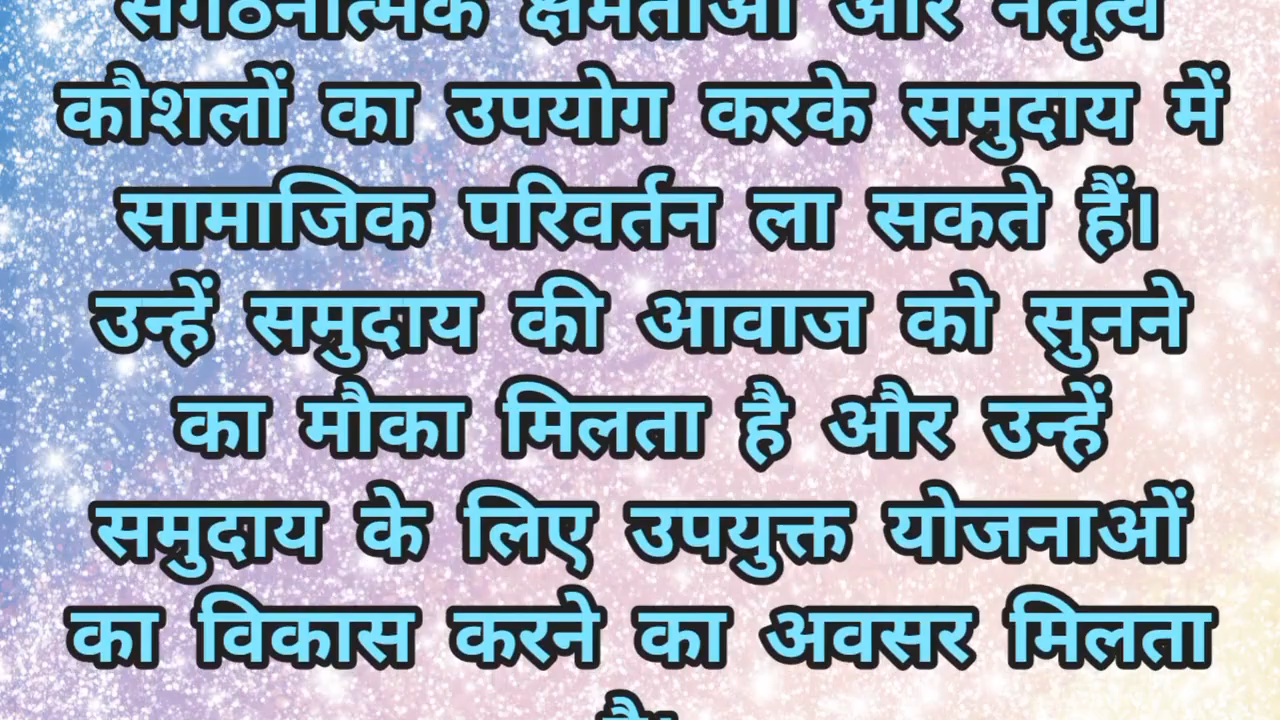 संगठनात्मक क्षमताओं और नेतृत्व
कौशलों का उपयोग करके समुदाय में
सामाजिक परिवर्तन ला सकते हैं।
उन्हें समुदाय की आवाज को सुनने
का मौका मिलता है और उन्हें
समुदाय के लिए उपयुक्त योजनाओं
का विकास करने का अवसर मिलता
है।